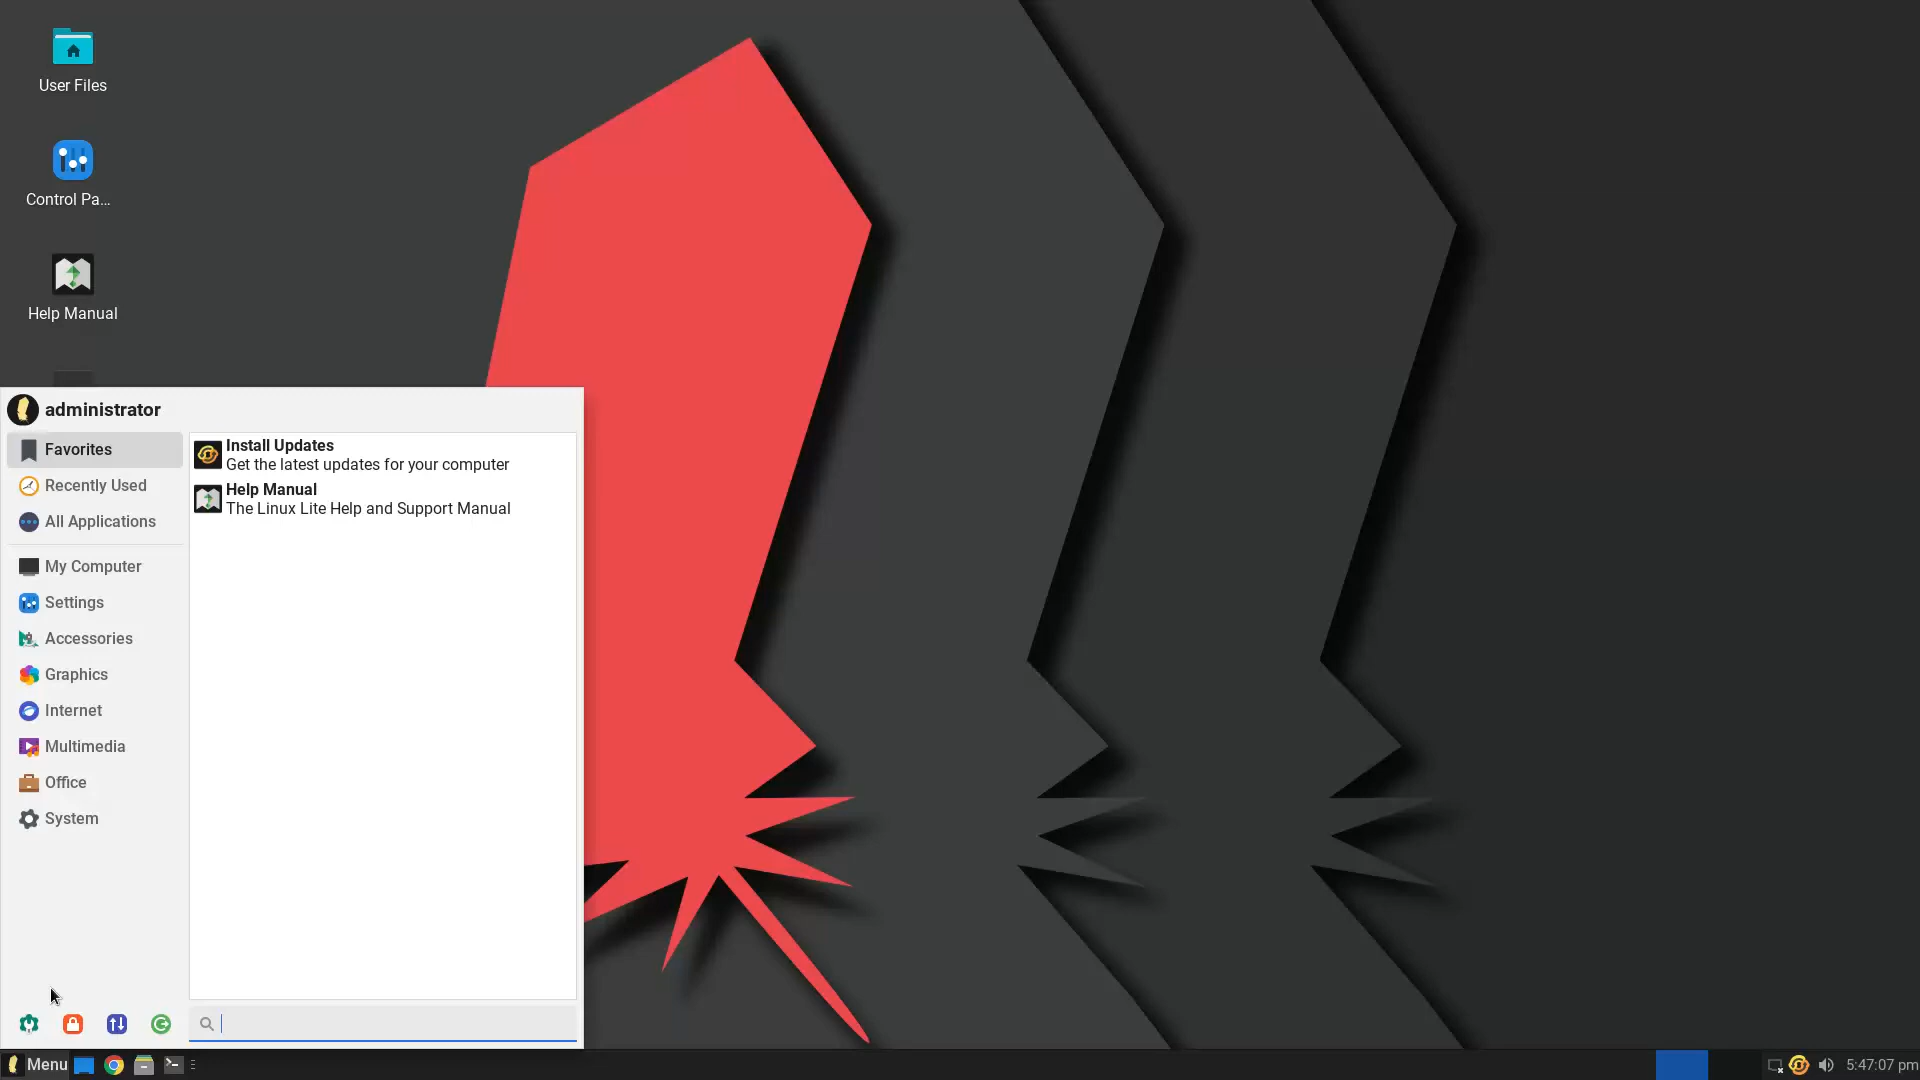 User Files
Control Pa...
Help Manual
administrator
Favorites
Recently Used
All Applications
My Computer
Settings
Accessories
Graphics
Internet
Multimedia
Office
System
Install Updates
Get the latest updates for your computer
Help Manual
The Linux Lite Help and Support Manual
Menu
5:47:07 pm